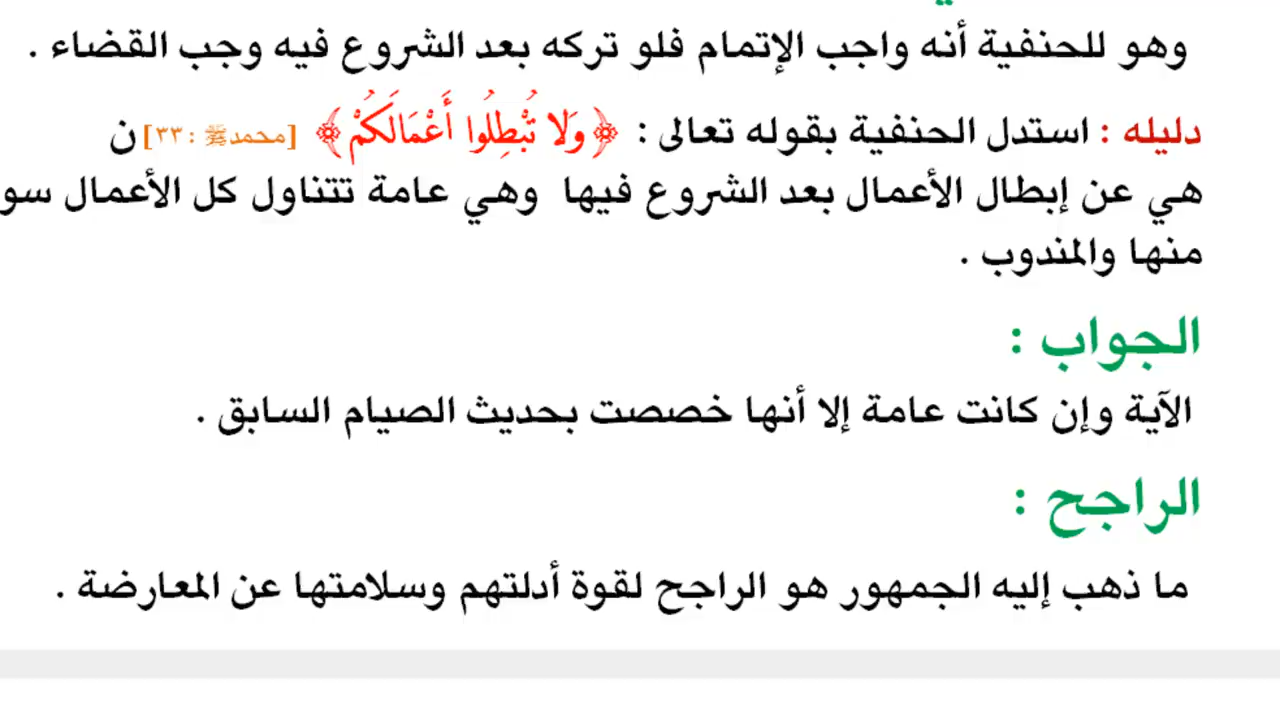 وهو للحنفية أنه واجب الإتمام فلو تركه بعد الشروع فيه وجب القضاء .
دليله : استدل الحنفية بقوله تعالى : ﴿وَلَا تُبْطِلُوا أَعْمَالَكُمْ﴾ [محمدﷺ : ٣٣] ن
هي عن إبطال الأعمال بعد الشروع فيها وهي عامة تتناول كل الأعمال سو
منها والمندوب .
الجواب :
الآية وإن كانت عامة إلا أنها خصصت بحديث الصيام السابق .
الراجح :
ما ذهب إليه الجمهور هو الراجح لقوة أدلتهم وسلامتها عن المعارضة .